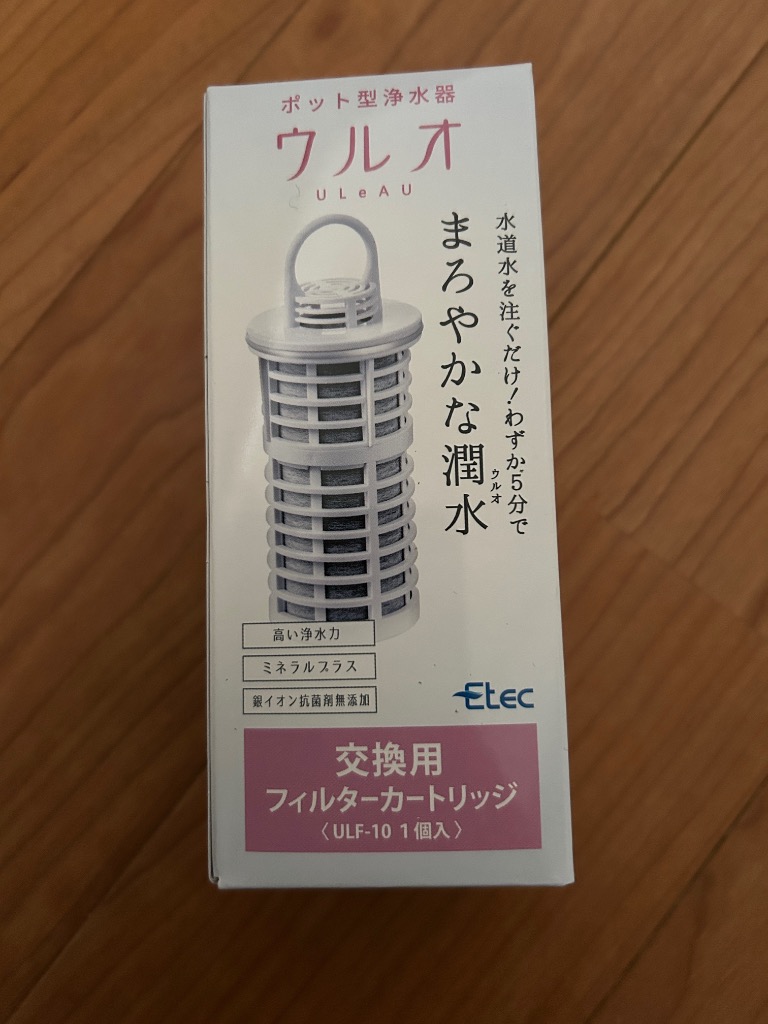 ポット型浄水器
ウルオ
ULeAU
水道水を注ぐだけ!わずか5分で
まろやかな潤水
ウルオ
高い浄水力
ミネラルプラス
銀イオン抗菌剤無添加
Etec
交換用
フィルターカートリッジ
〈ULF-10 1個入〉